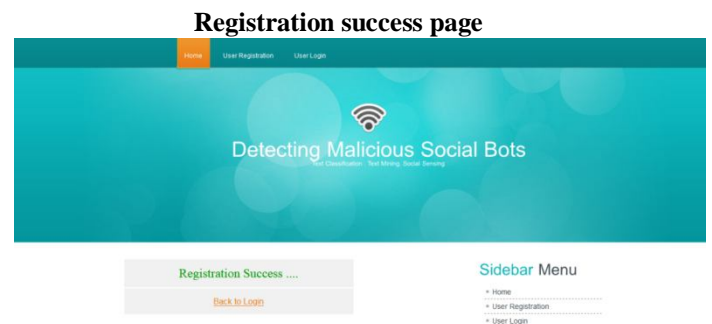 Registration success page
Home User Registration User Login
Detecting Malicious Social Bots
Text Classification , Text Mining, Social Sensing
Registration Success ....
Back to Login
Sidebar Menu
Home
User Registration
User Login